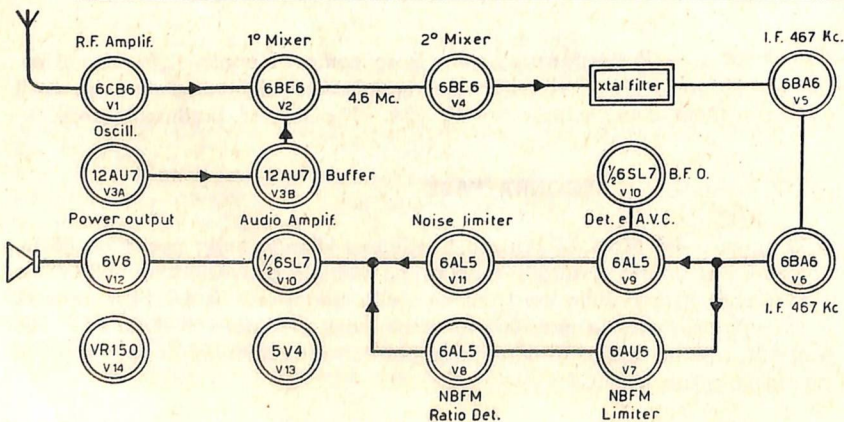 R.F. Amplif.
1º Mixer
2º Mixer
I.F. 467 Kc.
6CB6
V1
6BE6
V2
4.6 Mc.
6BE6
V4
xtal filter
6BA6
V5
Oscill.
12AU7
V3A
12AU7
V3B
Buffer
½6SL7
V10
B.F.O.
Power output
Audio Amplif.
Noise limiter
Det. e A.V.C.
6V6
V12
½6SL7
V10
6AL5
V11
6AL5
V9
6BA6
V6
I.F. 467 Kc
VR150
V14
5V4
V13
6AL5
V8
6AU6
V7
NBFM
Ratio Det.
NBFM
Limiter